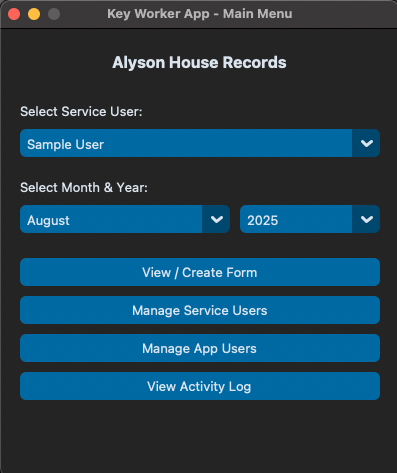 Key Worker App - Main Menu
Alyson House Records
Select Service User:
Sample User
Select Month & Year:
August 2025
View / Create Form
Manage Service Users
Manage App Users
View Activity Log